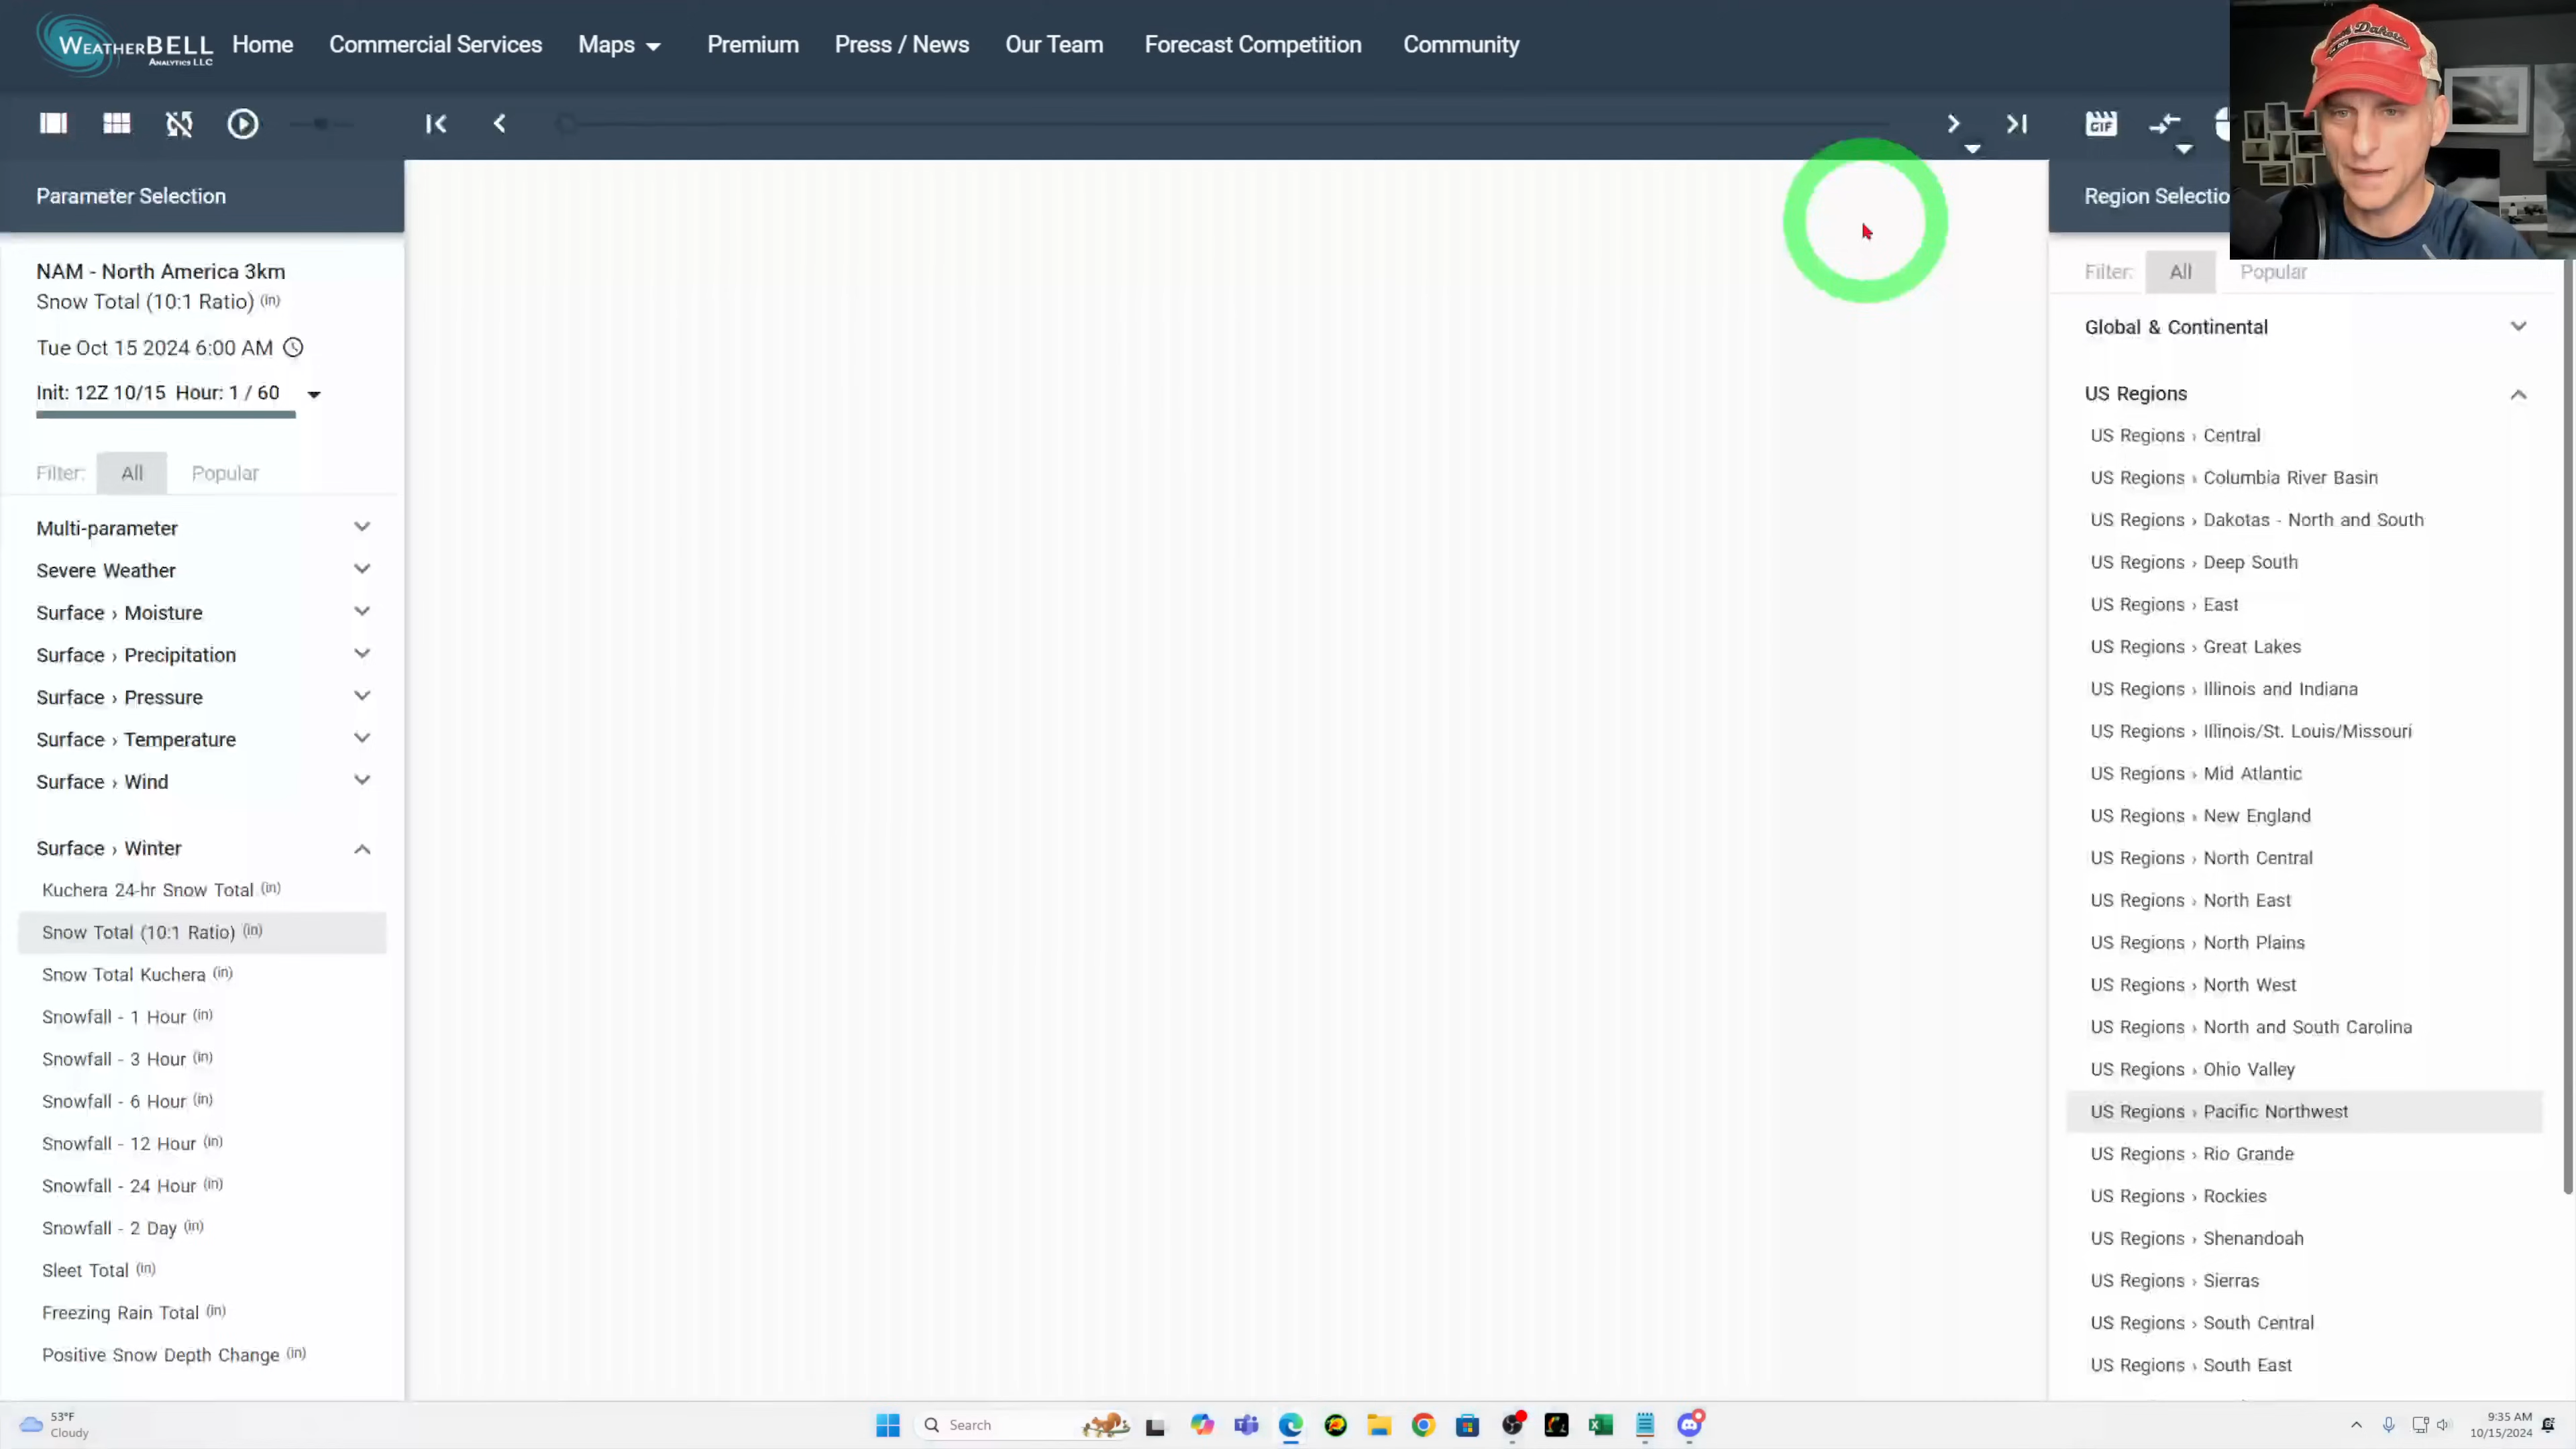 WEATHERBELL
ANALYTICS LLC
Home
Commercial Services
Maps
Premium
Press / News
Our Team
Forecast Competition
Community
GIF
Parameter Selection
NAM - North America 3km
Snow Total (10:1 Ratio) (in)
Tue Oct 15 2024 6:00 AM
Init: 12Z 10/15 Hour: 1 / 60
Filter: All Popular
Multi-parameter
Severe Weather
Surface › Moisture
Surface › Precipitation
Surface › Pressure
Surface › Temperature
Surface › Wind
Surface › Winter
Kuchera 24-hr Snow Total (in)
Snow Total (10:1 Ratio) (in)
Snow Total Kuchera (in)
Snowfall - 1 Hour (in)
Snowfall - 3 Hour (in)
Snowfall - 6 Hour (in)
Snowfall - 12 Hour (in)
Snowfall - 24 Hour (in)
Snowfall - 2 Day (in)
Sleet Total (in)
Freezing Rain Total (in)
Positive Snow Depth Change (in)
Region Selectio
Filter: All Popular
Global & Continental
US Regions
US Regions › Central
US Regions › Columbia River Basin
US Regions › Dakotas - North and South
US Regions › Deep South
US Regions › East
US Regions › Great Lakes
US Regions › Illinois and Indiana
US Regions › Illinois/St. Louis/Missouri
US Regions › Mid Atlantic
US Regions › New England
US Regions › North Central
US Regions › North East
US Regions › North Plains
US Regions › North West
US Regions › North and South Carolina
US Regions › Ohio Valley
US Regions › Pacific Northwest
US Regions › Rio Grande
US Regions › Rockies
US Regions › Shenandoah
US Regions › Sierras
US Regions › South Central
US Regions › South East
53°F
Cloudy
Search
9:35 AM
10/15/2024